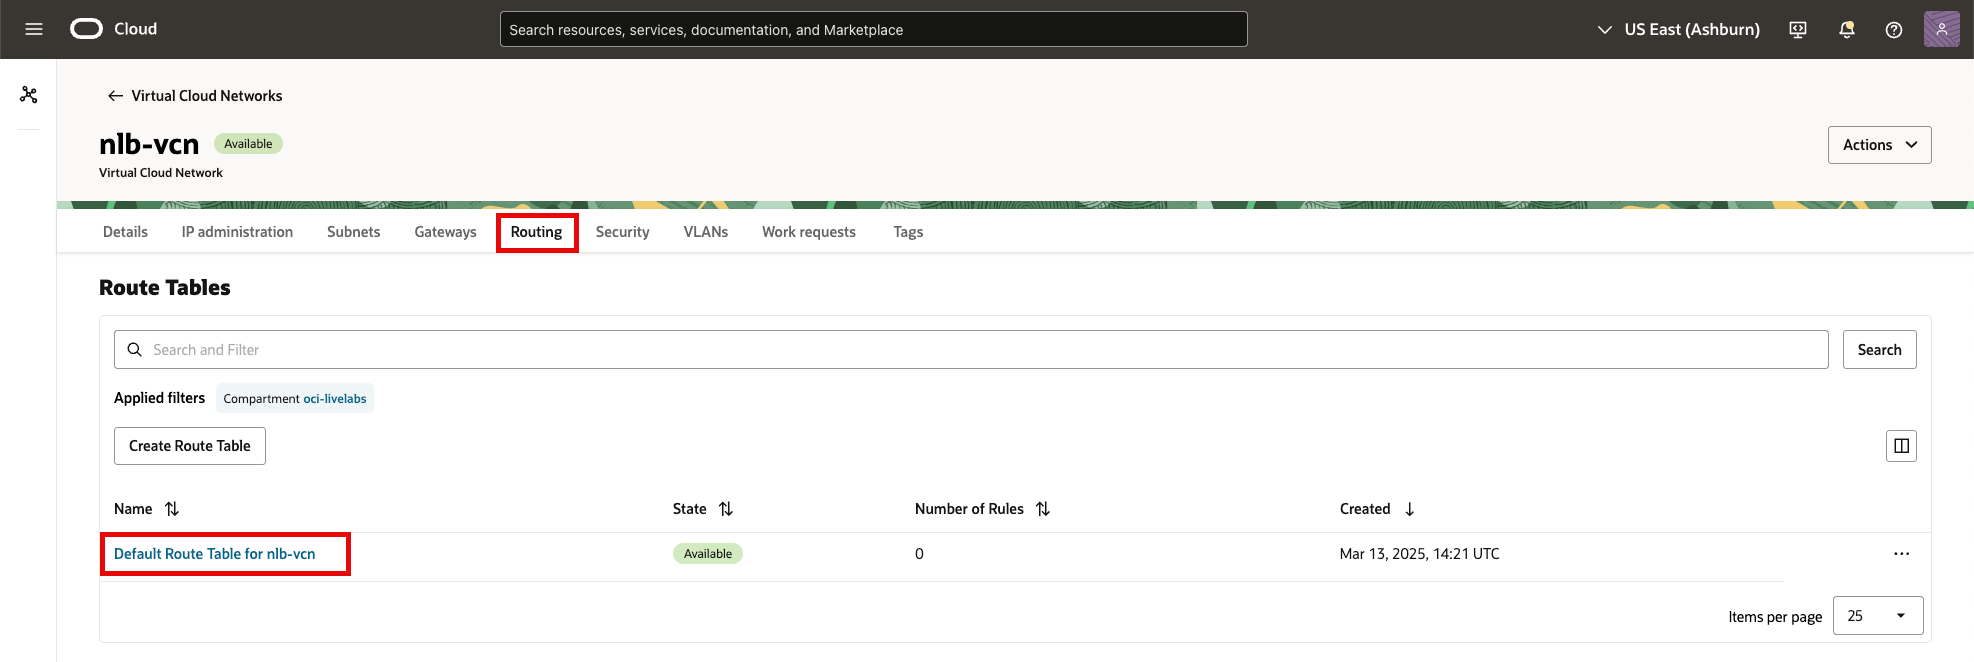 Cloud
Search resources, services, documentation, and Marketplace
US East (Ashburn)
Virtual Cloud Networks
nlb-vcn Available
Virtual Cloud Network
Actions
Details IP administration Subnets Gateways Routing Security VLANs Work requests Tags
Route Tables
Search and Filter
Search
Applied filters Compartment oci-livelabs
Create Route Table
Name State Number of Rules Created
Default Route Table for nlb-vcn Available 0 Mar 13, 2025, 14:21 UTC
Items per page 25